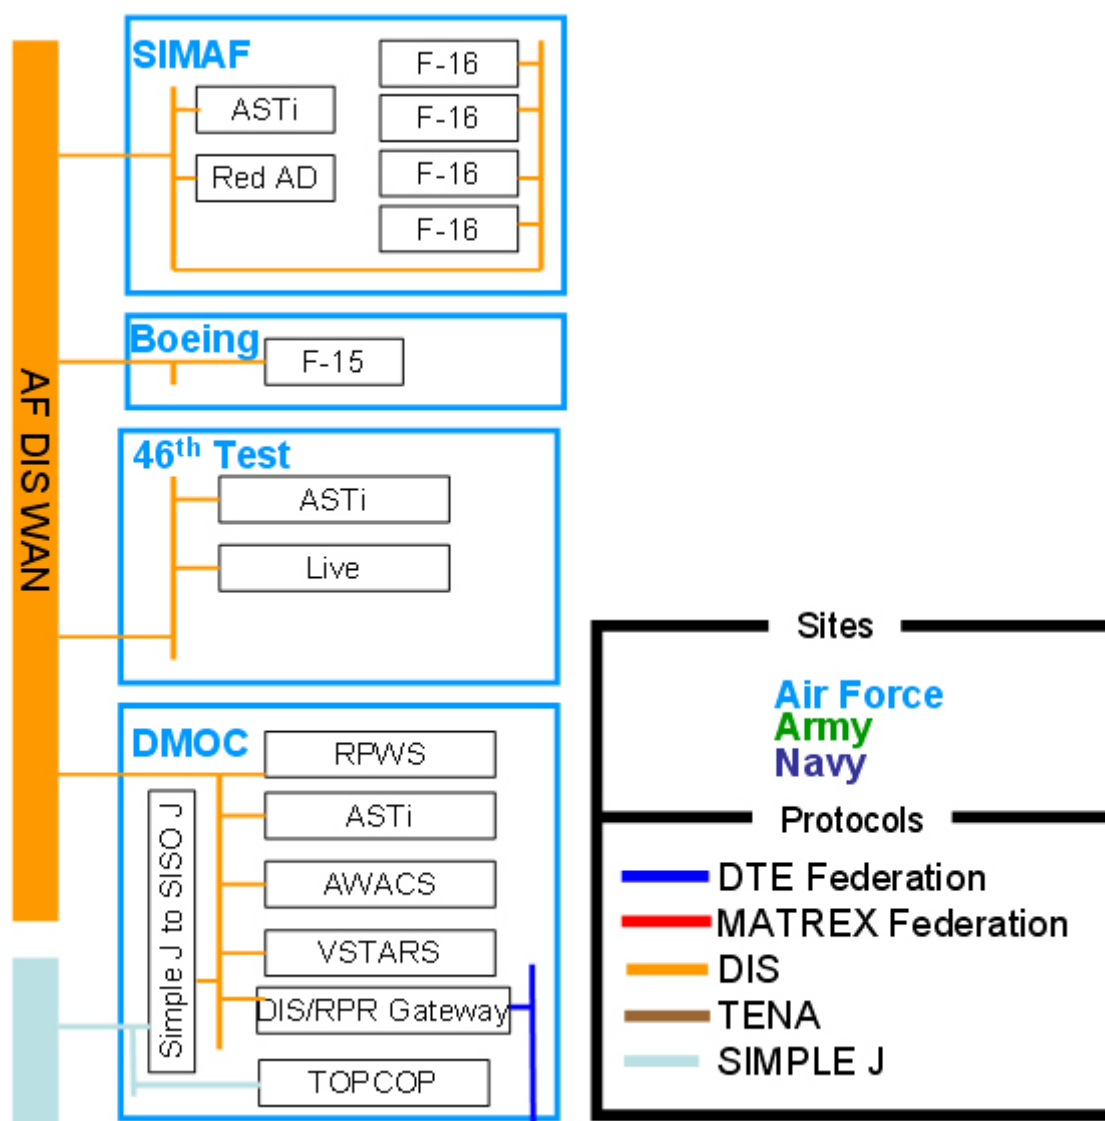 AF DIS WAN
SIMAF
ASTi
Red AD
F-16
F-16
F-16
F-16
Boeing
F-15
46th Test
ASTi
Live
DMOC
Simple J to SISO J
RPWS
ASTi
AWACS
VSTARS
DIS/RPR Gateway
TOPCOP
Sites
Air Force
Army
Navy
Protocols
DTE Federation
MATREX Federation
DIS
TENA
SIMPLE J